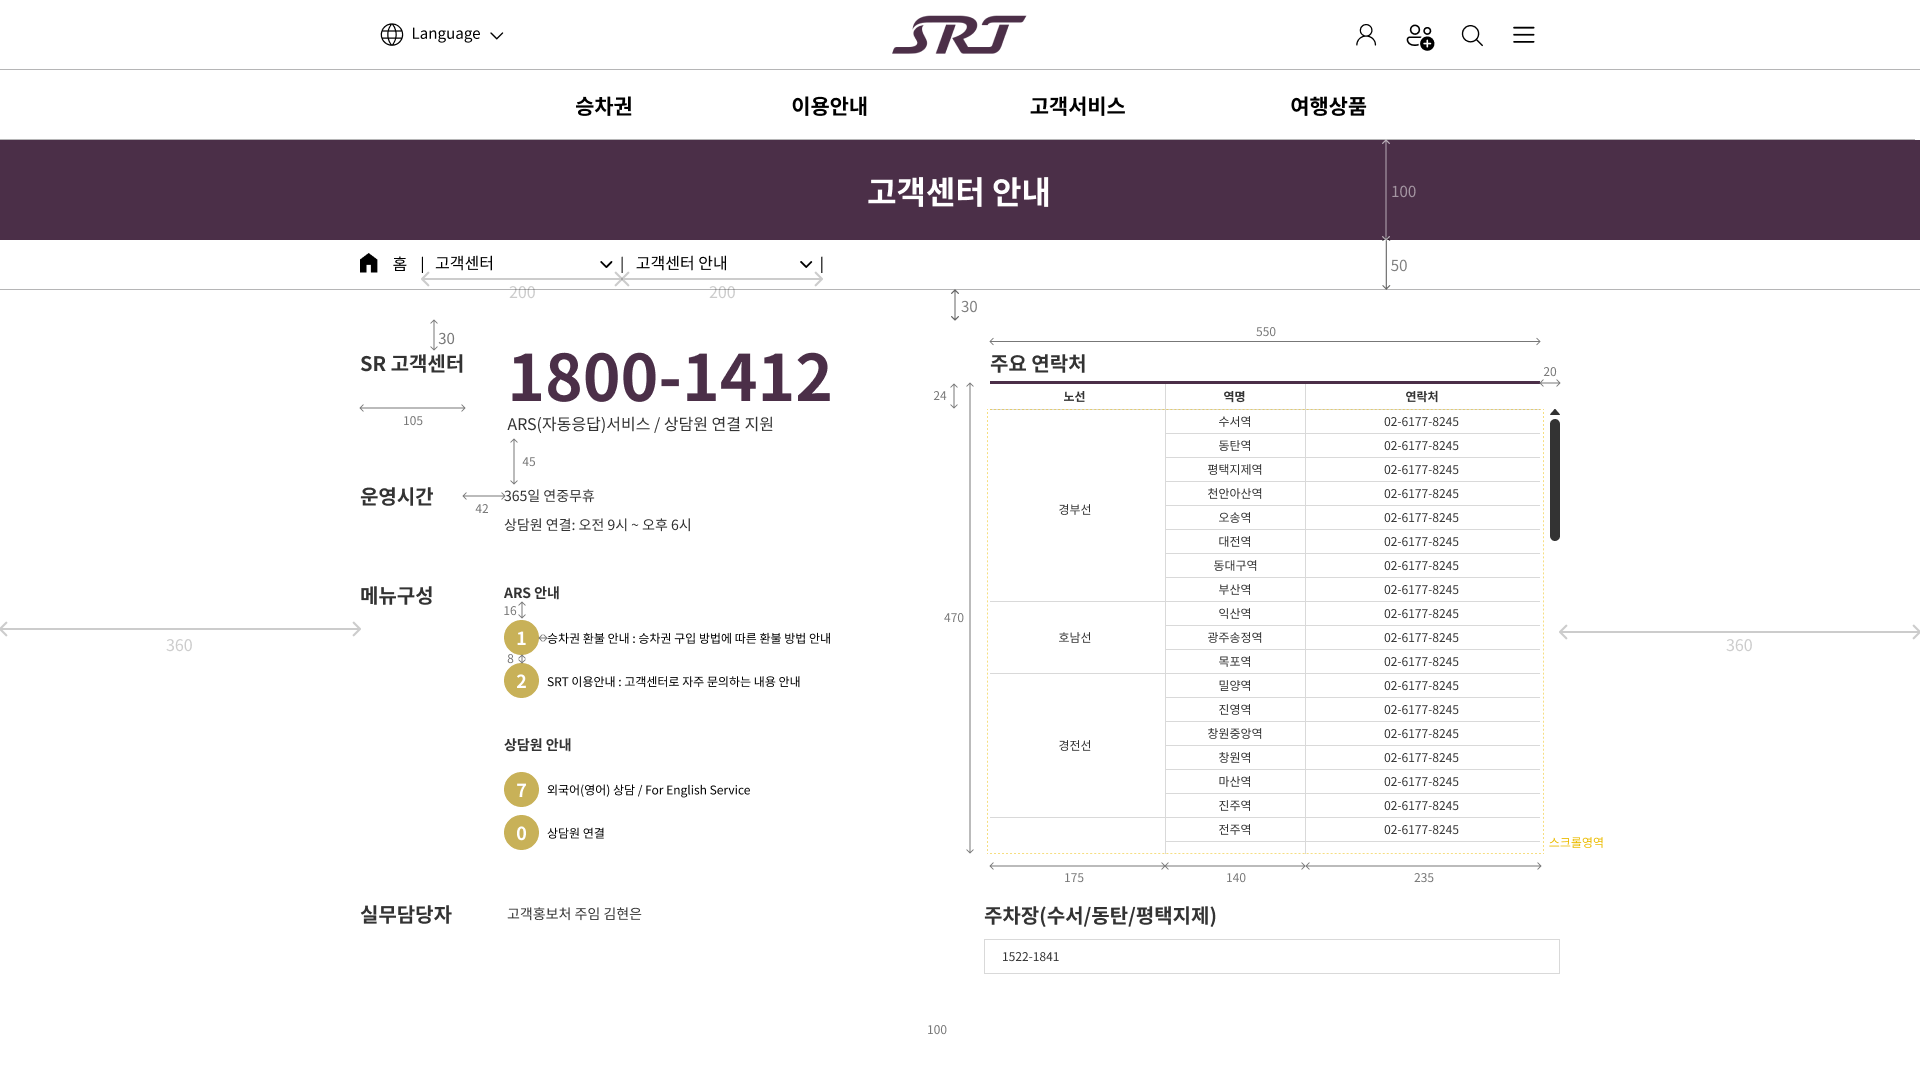 Language
SRT
승차권
이용안내
고객서비스
여행상품
고객센터 안내
100
홈 | 고객센터 | 고객센터 안내 |
50
200
200
30
30
SR 고객센터
1800-1412
105
ARS(자동응답)서비스 / 상담원 연결 지원
45
운영시간
42
365일 연중무휴
상담원 연결: 오전 9시 ~ 오후 6시
메뉴구성
ARS 안내
16
1 승차권 환불 안내 : 승차권 구입 방법에 따른 환불 방법 안내
8
2 SRT 이용안내 : 고객센터로 자주 문의하는 내용 안내
상담원 안내
7 외국어(영어) 상담 / For English Service
0 상담원 연결
실무담당자
고객홍보처 주임 김현은
360
550
주요 연락처
20
24
470
노선 역명 연락처
경부선
수서역 02-6177-8245
동탄역 02-6177-8245
평택지제역 02-6177-8245
천안아산역 02-6177-8245
오송역 02-6177-8245
대전역 02-6177-8245
동대구역 02-6177-8245
부산역 02-6177-8245
호남선
익산역 02-6177-8245
광주송정역 02-6177-8245
목포역 02-6177-8245
경전선
밀양역 02-6177-8245
진영역 02-6177-8245
창원중앙역 02-6177-8245
창원역 02-6177-8245
마산역 02-6177-8245
진주역 02-6177-8245
전주역 02-6177-8245
스크롤영역
175
140
235
360
주차장(수서/동탄/평택지제)
1522-1841
100